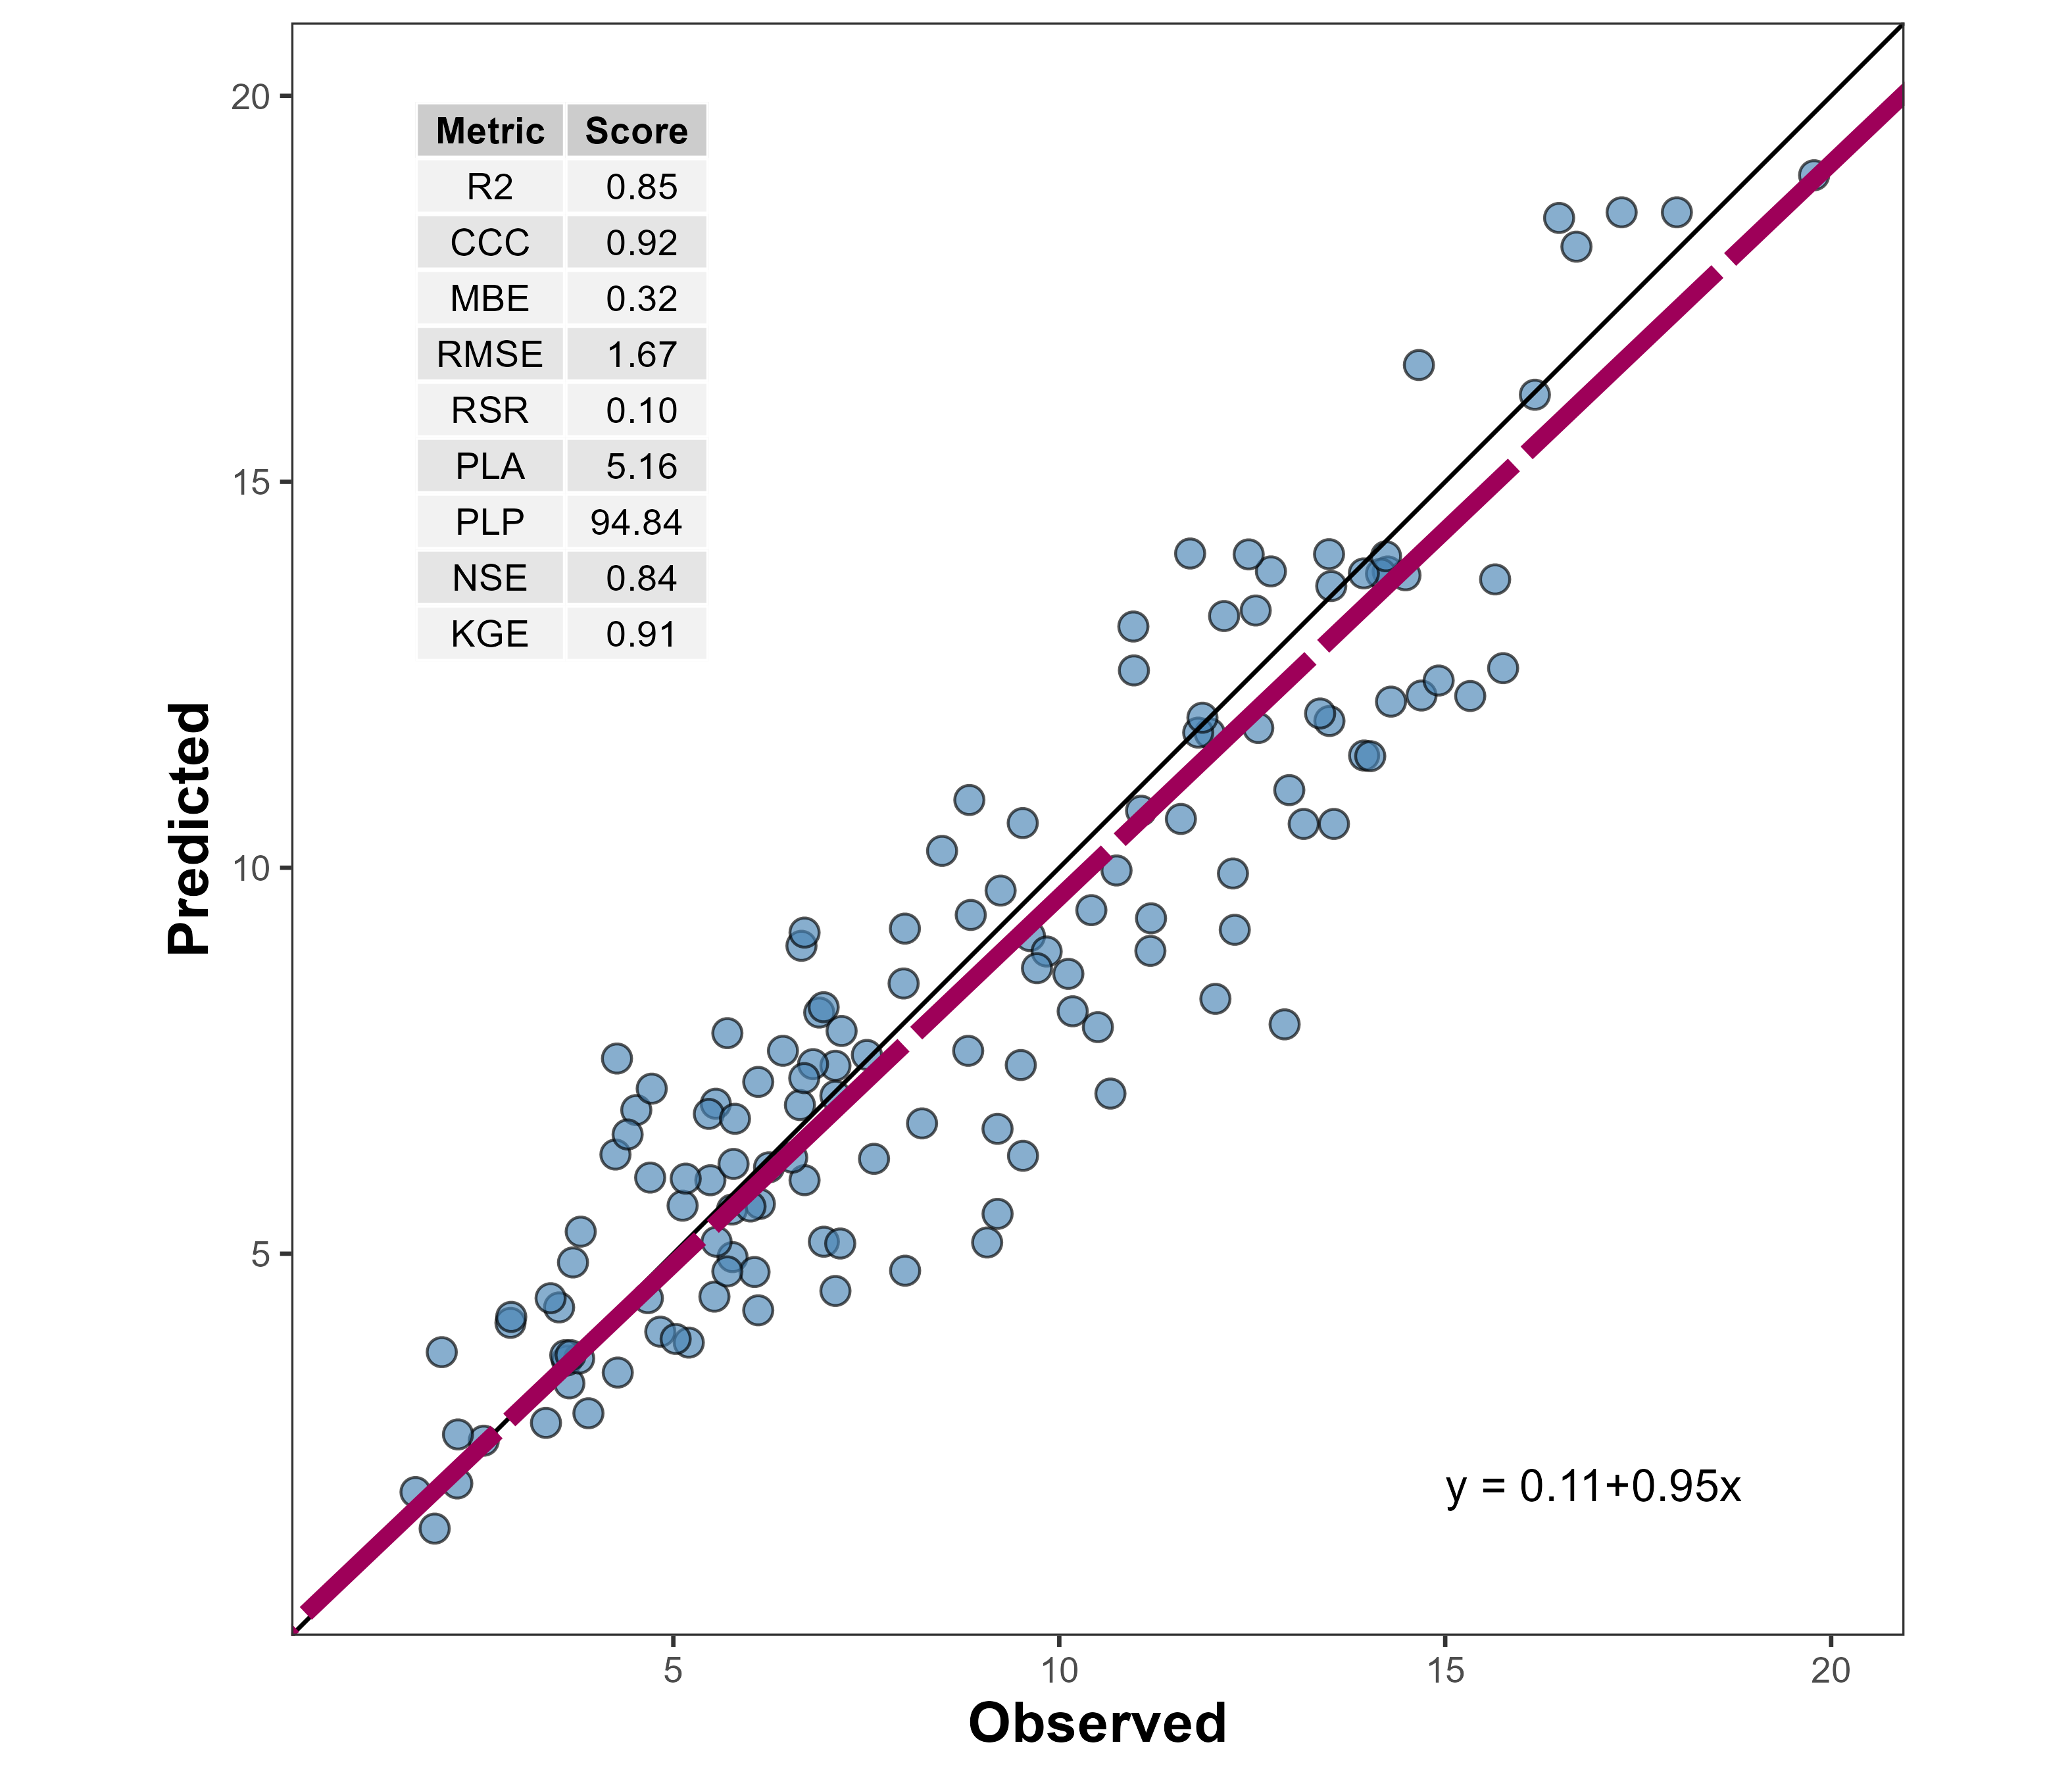 20
15
10
5
Predicted
Metric Score
R2 0.85
CCC 0.92
MBE 0.32
RMSE 1.67
RSR 0.10
PLA 5.16
PLP 94.84
NSE 0.84
KGE 0.91
y = 0.11+0.95x
5 10 15 20
Observed